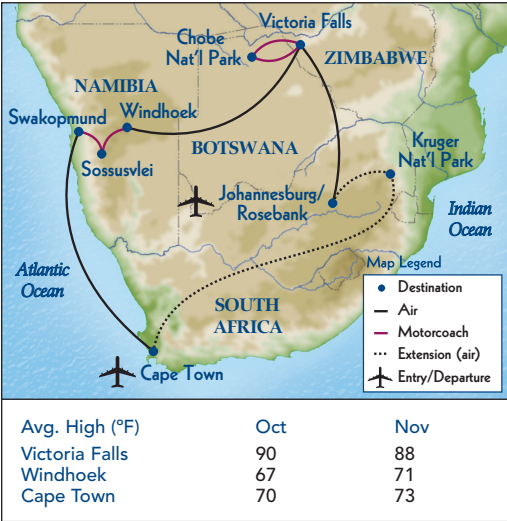 Victoria Falls
Chobe
Nat'l Park
ZIMBABWE
NAMIBIA
Swakopmund
Windhoek
BOTSWANA
Sossusvlei
Kruger
Nat'l Park
Johannesburg/
Rosebank
Indian
Ocean
Atlantic
Ocean
SOUTH
AFRICA
Cape Town
Map Legend
Destination
Air
Motorcoach
Extension (air)
Entry/Departure
Avg. High (ºF) Oct Nov
Victoria Falls 90 88
Windhoek 67 71
Cape Town 70 73